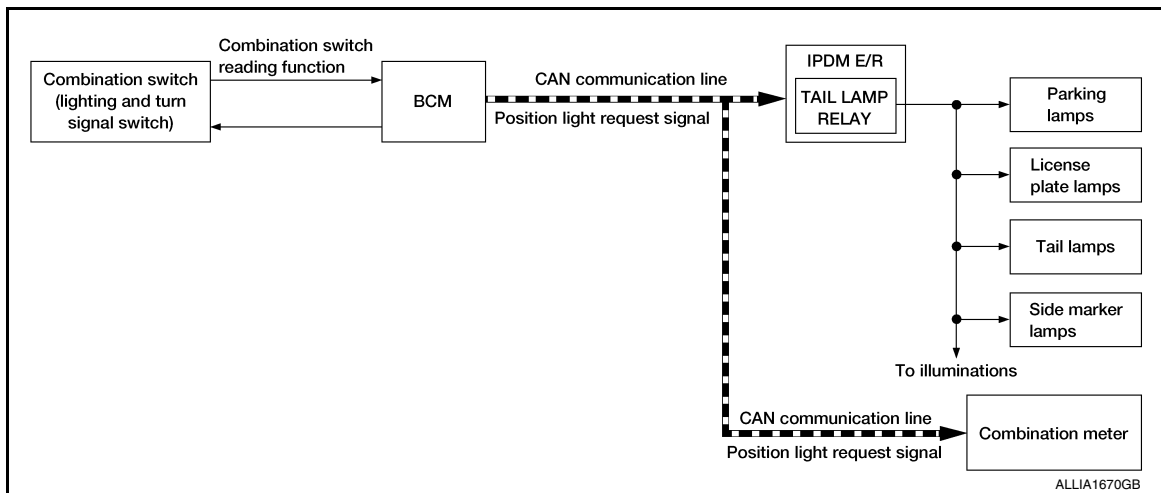 Combination switch
reading function
Combination switch
(lighting and turn
signal switch)
BCM
CAN communication line
Position light request signal
IPDM E/R
TAIL LAMP
RELAY
Parking
lamps
License
plate lamps
Tail lamps
Side marker
lamps
To illuminations
CAN communication line
Position light request signal
Combination meter
ALLIA1670GB